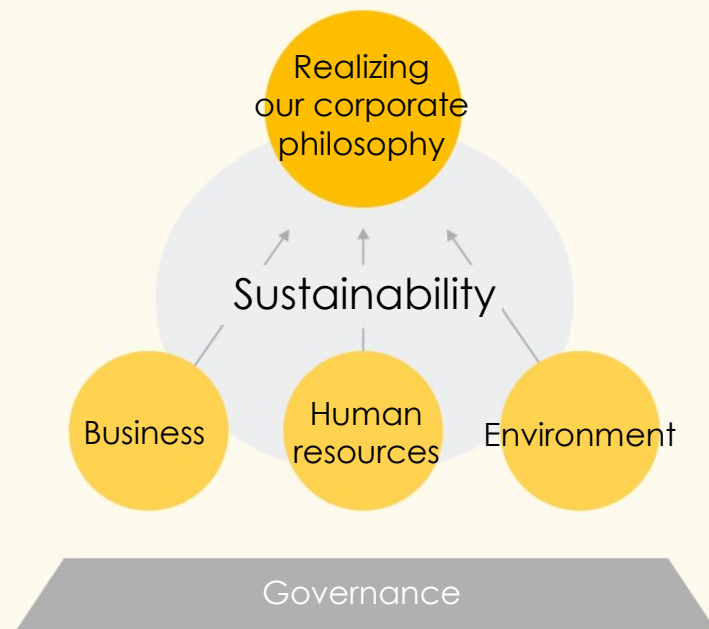 Realizing
our corporate
philosophy
Sustainability
Business
Human
resources
Environment
Governance